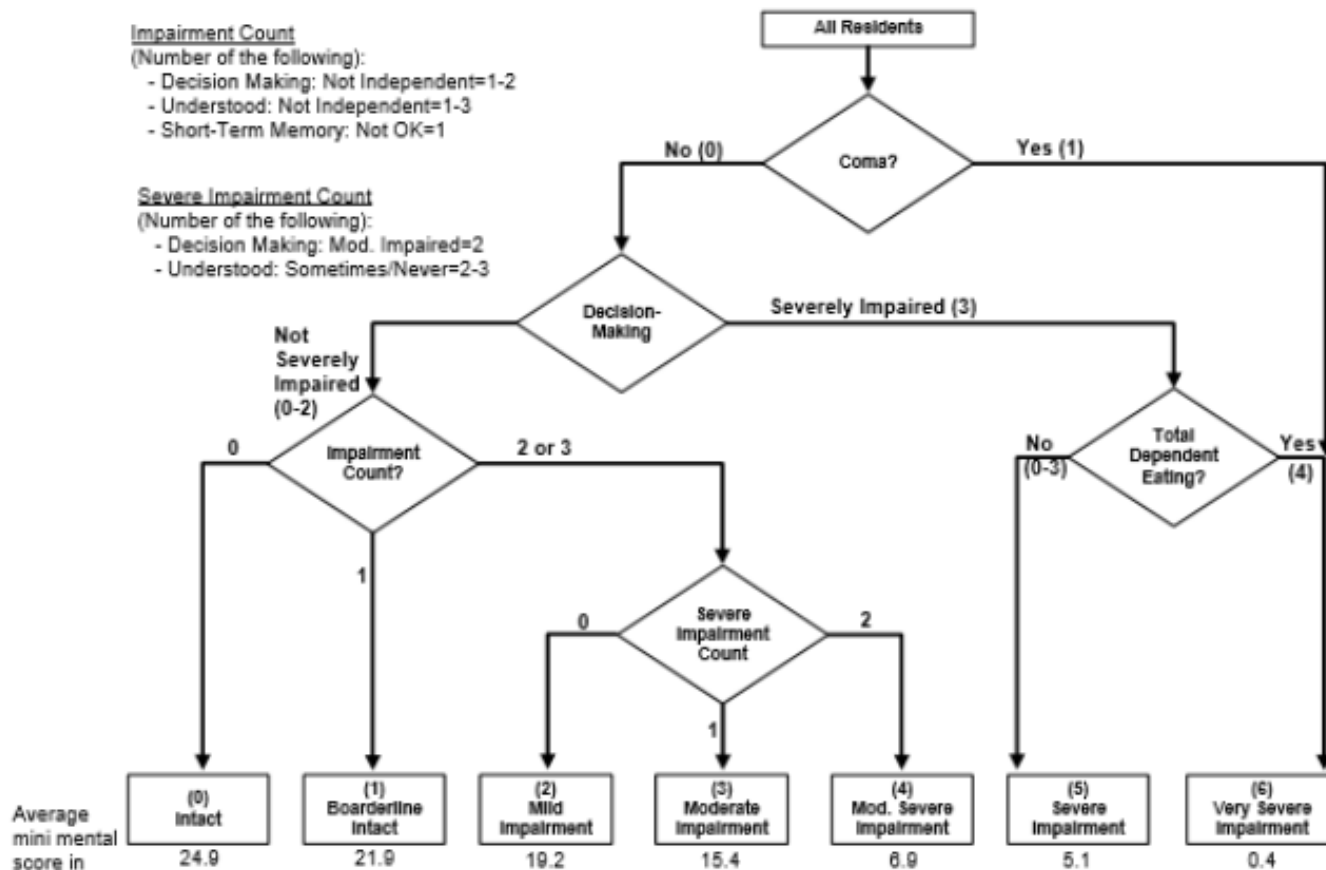 Impairment Count
(Number of the following):
- Decision Making: Not Independent=1-2
- Understood: Not Independent=1-3
- Short-Term Memory: Not OK=1
Severe Impairment Count
(Number of the following):
- Decision Making: Mod. Impaired=2
- Understood: Sometimes/Never=2-3
All Residents
Coma?
No (0)
Yes (1)
Decision-
Making
Severely Impaired (3)
Not
Severely
Impaired
(0-2)
Impairment
Count?
0
2 or 3
1
Total
Dependent
Eating?
No
(0-3)
Yes
(4)
Severe
Impairment
Count
0
2
1
(0)
Intact
(1)
Boarderline
Intact
(2)
Mild
Impairment
(3)
Moderate
Impairment
(4)
Mod. Severe
Impairment
(5)
Severe
Impairment
(6)
Very Severe
Impairment
Average
mini mental
score in
24.9
21.9
19.2
15.4
6.9
5.1
0.4